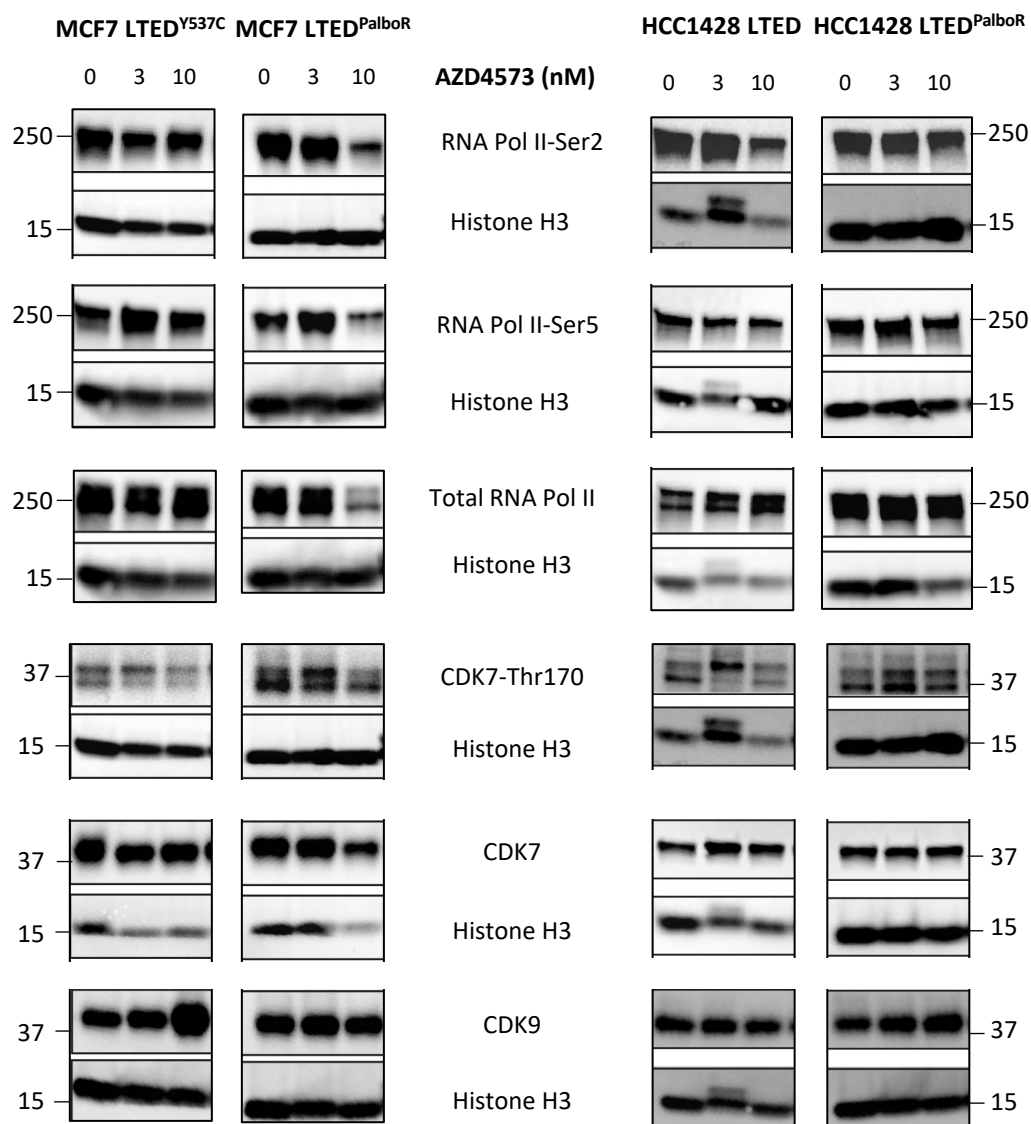 MCF7 LTEDY537C MCF7 LTEDPalboR HCC1428 LTED HCC1428 LTEDPalboR
0 3 10 0 3 10 AZD4573 (nM) 0 3 10 0 3 10
250 RNA Pol II-Ser2 250
15 Histone H3 15
250 RNA Pol II-Ser5 250
15 Histone H3 15
250 Total RNA Pol II 250
15 Histone H3 15
37 CDK7-Thr170 37
15 Histone H3 15
37 CDK7 37
15 Histone H3 15
37 CDK9 37
15 Histone H3 15